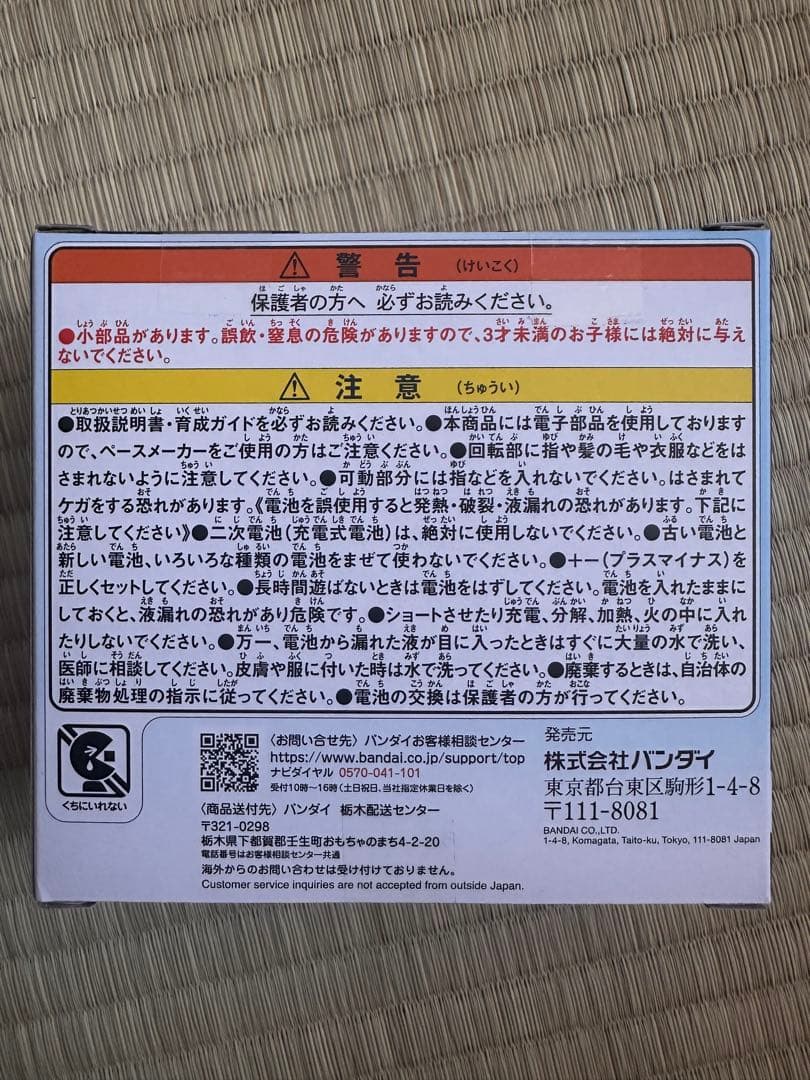 警告 (けいこく)
保護者の方へ 必ずお読みください。
●小部品があります。誤飲・窒息の危険がありますので、3才未満のお子様には絶対に与え
ないでください。
注意 (ちゅうい)
●取扱説明書・育成ガイドを必ずお読みください。●本商品には電子部品を使用しております
ので、ペースメーカーをご使用の方はご注意ください。●回転部に指や髪の毛や衣服などをは
さまれないように注意してください。●可動部分には指などを入れないでください。はさまれて
ケガをする恐れがあります。《電池を誤使用すると発熱・破裂・液漏れの恐れがあります。下記に
注意してください》●二次電池(充電式電池)は、絶対に使用しないでください。●古い電池と
新しい電池、いろいろな種類の電池をまぜて使わないでください。●+-(プラスマイナス)を
正しくセットしてください。●長時間遊ばないときは電池をはずしてください。電池を入れたままに
しておくと、液漏れの恐れがあり危険です。●ショートさせたり充電、分解、加熱、火の中に入れ
たりしないでください。●万一、電池から漏れた液が目に入ったときはすぐに大量の水で洗い、
医師に相談してください。皮膚や服に付いた時は水で洗ってください。●廃棄するときは、自治体の
廃棄物処理の指示に従ってください。●電池の交換は保護者の方が行ってください。
くちにいれない
〈お問い合せ先〉バンダイお客様相談センター
https://www.bandai.co.jp/support/top
ナビダイヤル 0570-041-101
受付10時~16時(土日祝日、当社指定休業日を除く)
〈商品送付先〉バンダイ 栃木配送センター
〒321-0298
栃木県下都賀郡壬生町おもちゃのまち4-2-20
電話番号はお客様相談センター共通
海外からのお問い合わせは受け付けておりません。
Customer service inquiries are not accepted from outside Japan.
発売元
株式会社バンダイ
東京都台東区駒形1-4-8
〒111-8081
BANDAI CO.,LTD.
1-4-8, Komagata, Taito-ku, Tokyo, 111-8081 Japan